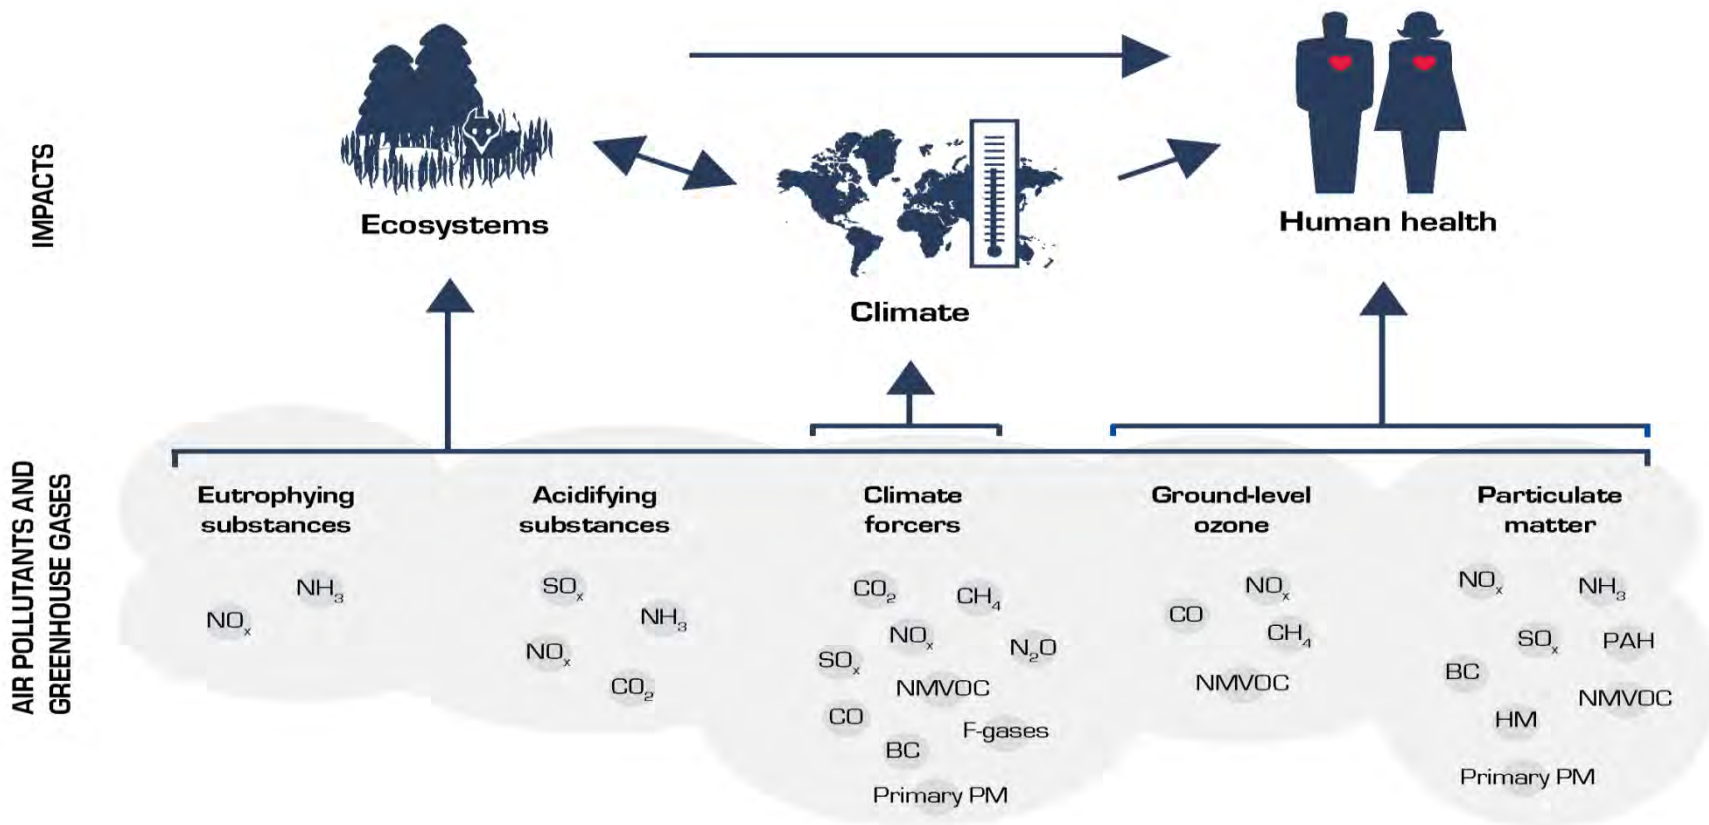 IMPACTS
Ecosystems
Climate
Human health
AIR POLLUTANTS AND
GREENHOUSE GASES
Eutrophying
substances
NH₃
NOₓ
Acidifying
substances
SOₓ
NH₃
NOₓ
CO₂
Climate
forcers
CO₂
CH₄
NOₓ
N₂O
SOₓ
NMVOC
CO
F-gases
BC
Primary PM
Ground-level
ozone
NOₓ
CO
CH₄
NMVOC
Particulate
matter
NOₓ
NH₃
SOₓ
PAH
BC
NMVOC
HM
Primary PM